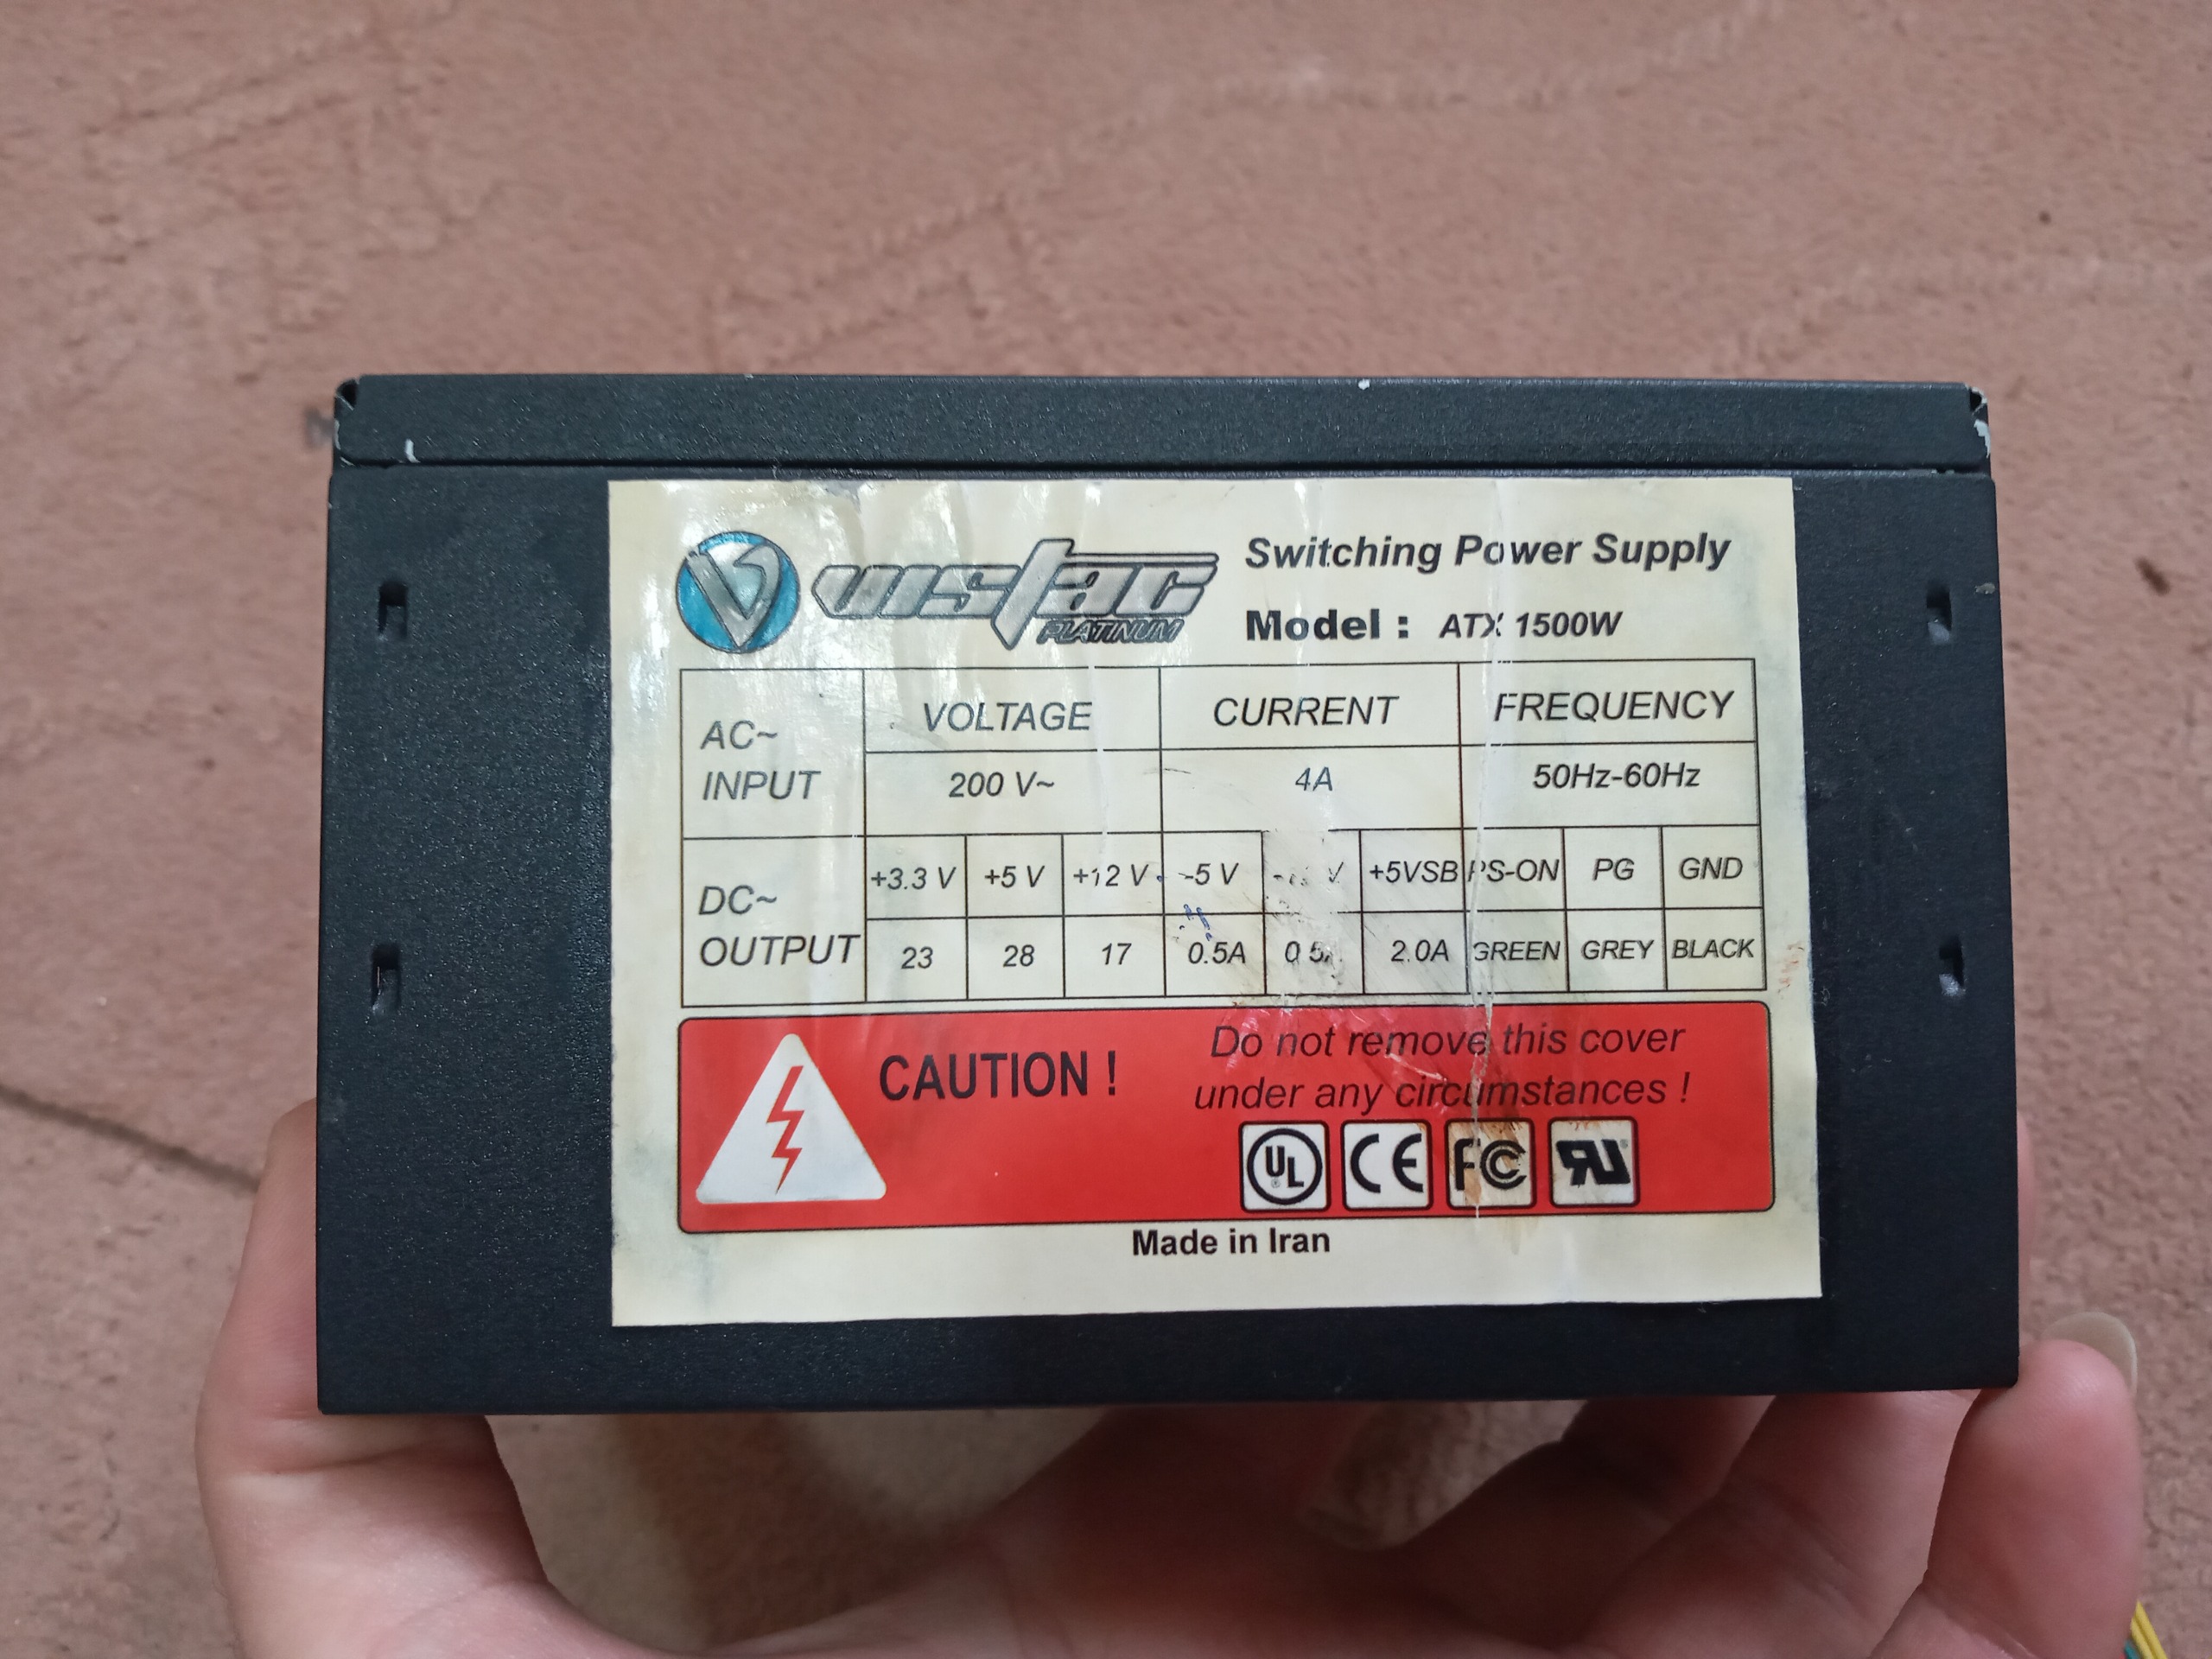 VISTAC
PLATINUM
Switching Power Supply
Model : ATX 1500W
AC~ INPUT
VOLTAGE CURRENT FREQUENCY
200 V~ 4A 50Hz-60Hz
DC~ OUTPUT
+3.3 V +5 V +12 V -5 V V +5VSB PS-ON PG GND
23 28 17 0.5A 2.0A GREEN GREY BLACK
CAUTION !
Do not remove this cover
under any circumstances !
UL CE FC RU
Made in Iran